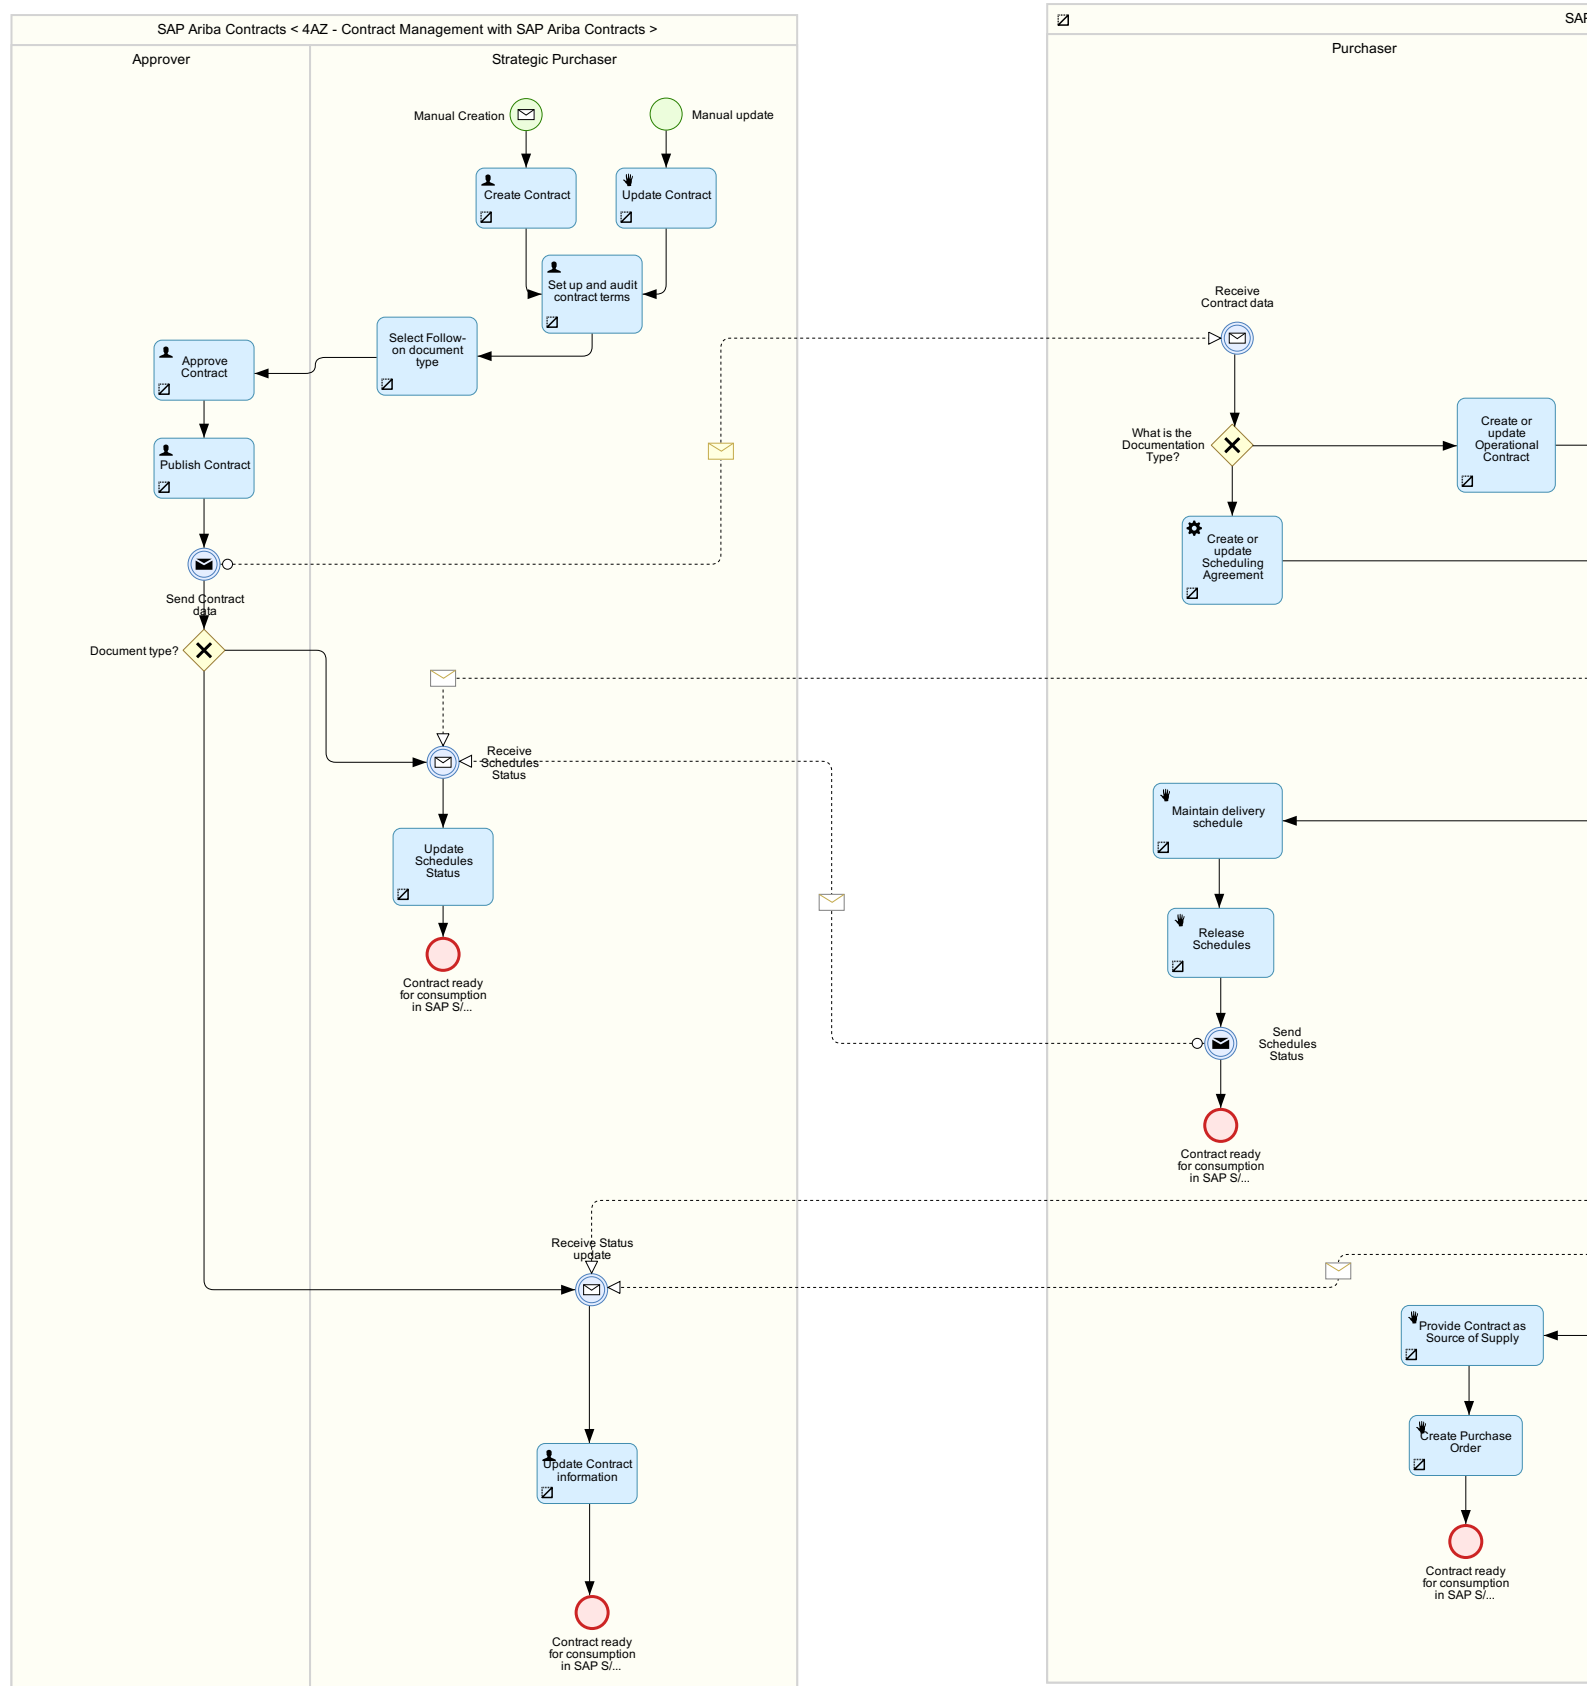 SAP Ariba Contracts < 4AZ - Contract Management with SAP Ariba Contracts >
Approver
Strategic Purchaser
Manual Creation
Manual update
Create Contract
Update Contract
Set up and audit
contract terms
Select Follow-
on document
type
Approve
Contract
Publish Contract
Send Contract
data
Document type?
Receive
Schedules
Status
Update
Schedules
Status
Contract ready
for consumption
in SAP S/...
Receive Status
update
Update Contract
information
Contract ready
for consumption
in SAP S/...
SAP
Purchaser
Receive
Contract data
What is the
Documentation
Type?
Create or
update
Operational
Contract
Create or
update
Scheduling
Agreement
Maintain delivery
schedule
Release
Schedules
Send
Schedules
Status
Contract ready
for consumption
in SAP S/...
Provide Contract as
Source of Supply
Create Purchase
Order
Contract ready
for consumption
in SAP S/...